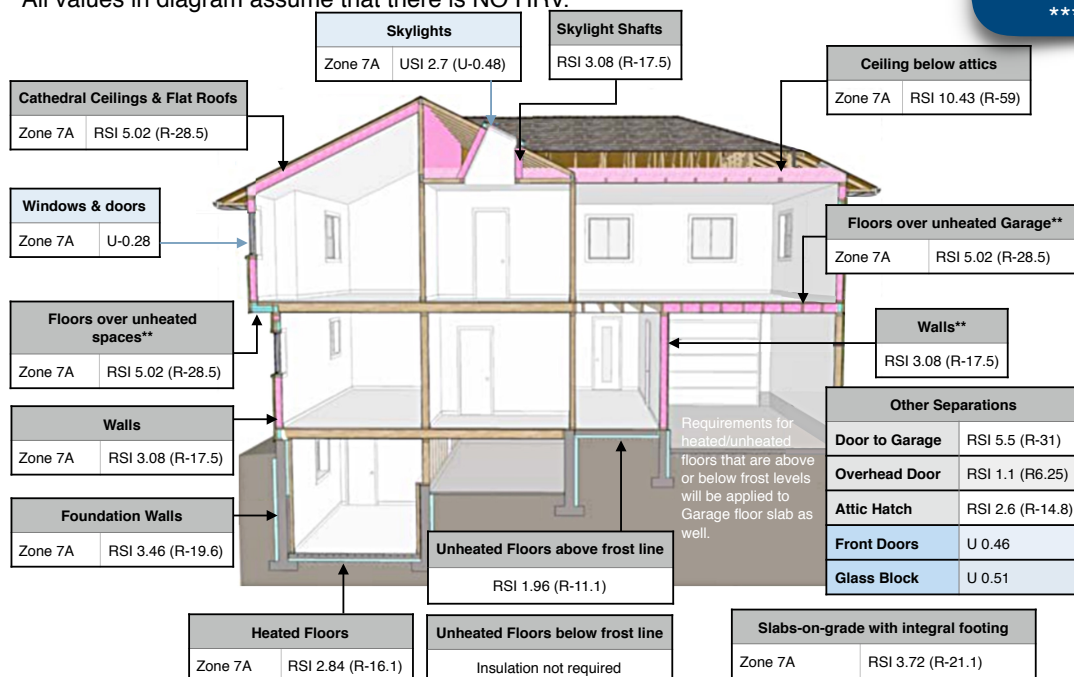 All values in diagram assume that there is NO HRV.
***
Skylights
Zone 7A USI 2.7 (U-0.48)
Skylight Shafts
RSI 3.08 (R-17.5)
Ceiling below attics
Zone 7A RSI 10.43 (R-59)
Cathedral Ceilings & Flat Roofs
Zone 7A RSI 5.02 (R-28.5)
Windows & doors
Zone 7A U-0.28
Floors over unheated Garage**
Zone 7A RSI 5.02 (R-28.5)
Floors over unheated
spaces**
Zone 7A RSI 5.02 (R-28.5)
Walls**
RSI 3.08 (R-17.5)
Walls
Zone 7A RSI 3.08 (R-17.5)
Other Separations
Door to Garage RSI 5.5 (R-31)
Overhead Door RSI 1.1 (R6.25)
Attic Hatch RSI 2.6 (R-14.8)
Front Doors U 0.46
Glass Block U 0.51
Requirements for
heated/unheated
floors that are above
or below frost levels
will be applied to
Garage floor slab as
well.
Foundation Walls
Zone 7A RSI 3.46 (R-19.6)
Unheated Floors above frost line
RSI 1.96 (R-11.1)
Heated Floors
Zone 7A RSI 2.84 (R-16.1)
Unheated Floors below frost line
Insulation not required
Slabs-on-grade with integral footing
Zone 7A RSI 3.72 (R-21.1)